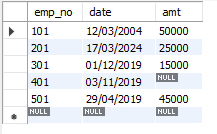 emp_no date amt
101 12/03/2004 50000
201 17/03/2024 25000
301 01/12/2019 15000
401 03/11/2019 NULL
501 29/04/2019 45000
NULL NULL NULL